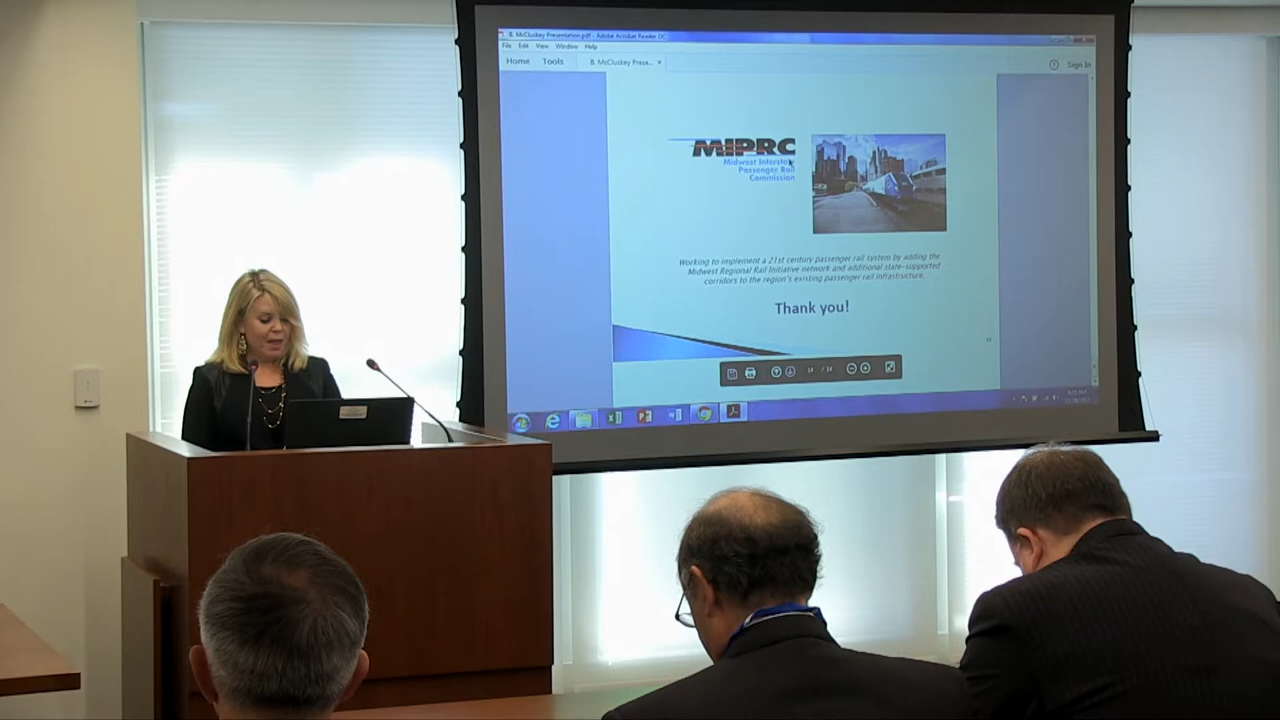 B. McCluskey Presentation.pdf - Adobe Acrobat Reader DC
File Edit View Window Help
Home Tools B. McCluskey Prese... × Sign In
MIPRC
Midwest Interstate
Passenger Rail
Commission
Working to implement a 21st century passenger rail system by adding the
Midwest Regional Rail Initiative network and additional state-supported
corridors to the region's existing passenger rail infrastructure.
Thank you!
14 / 14